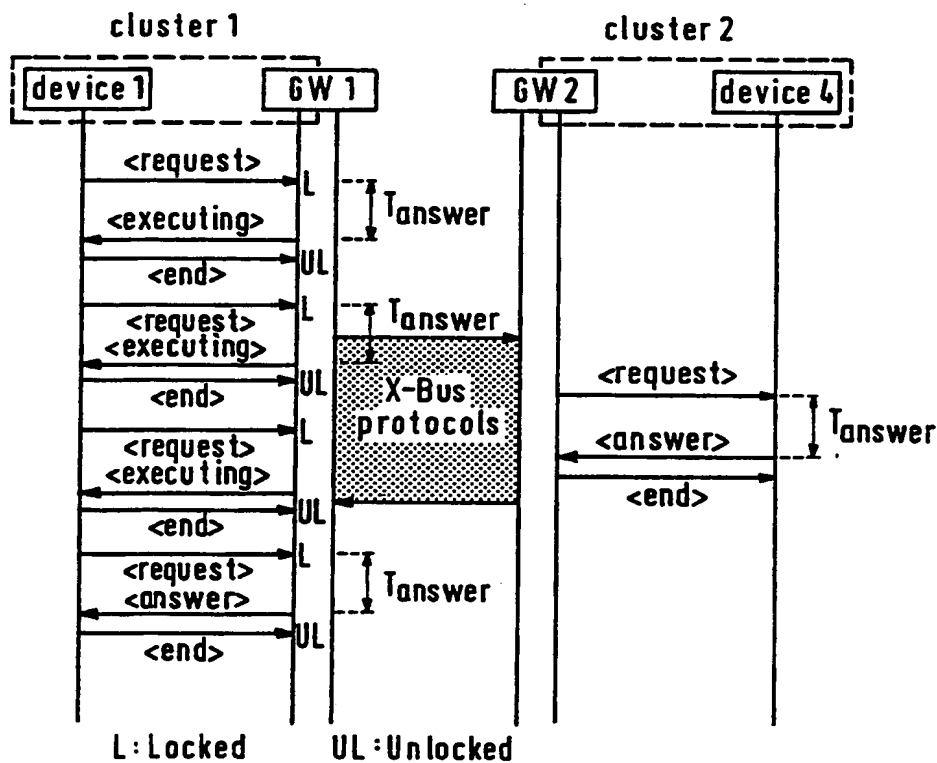 cluster 1
cluster 2
device 1
GW 1
GW 2
device 4
<request>
L
Tanswer
<executing>
UL
<end>
L
<request>
Tanswer
<executing>
UL
<end>
X-Bus
protocols
<request>
Tanswer
<answer>
<end>
L
<request>
<executing>
UL
<end>
L
<request>
Tanswer
<answer>
UL
<end>
L: Locked
UL: Unlocked